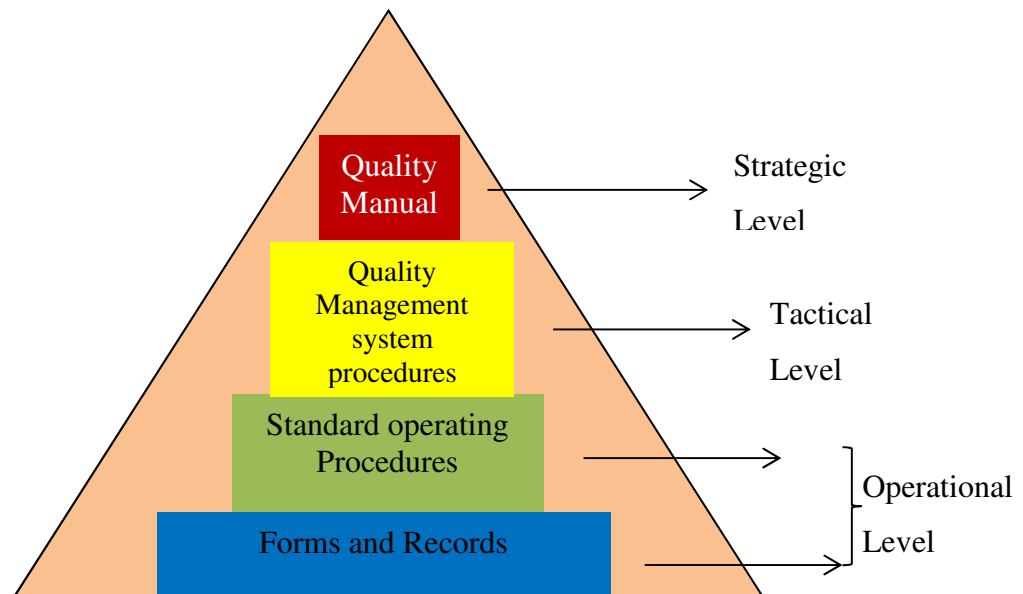 Quality
Manual
Strategic
Level
Quality
Management
system
procedures
Tactical
Level
Standard operating
Procedures
Operational
Level
Forms and Records